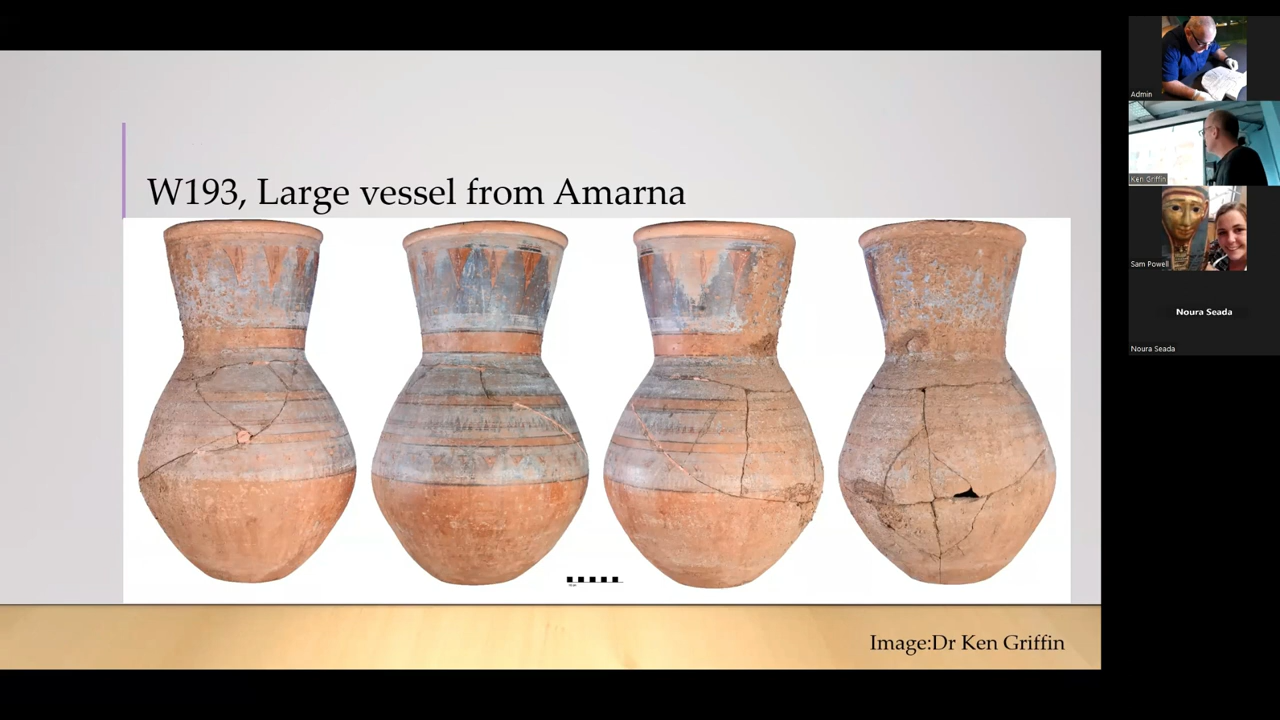 W193, Large vessel from Amarna
Image:Dr Ken Griffin
Admin
Ken Griffin
Sam Powell
Noura Seada
Noura Seada